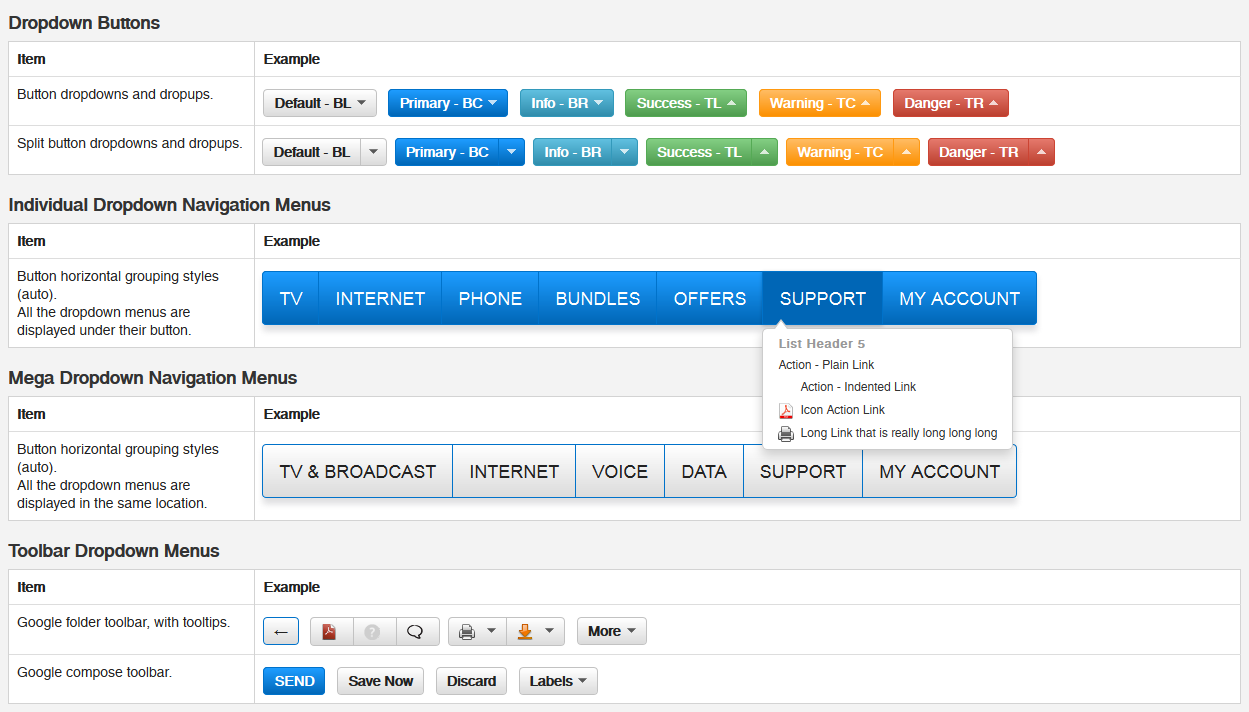 Dropdown Buttons
Item Example
Button dropdowns and dropups. Default - BL Primary - BC Info - BR Success - TL Warning - TC Danger - TR
Split button dropdowns and dropups. Default - BL Primary - BC Info - BR Success - TL Warning - TC Danger - TR
Individual Dropdown Navigation Menus
Item Example
Button horizontal grouping styles
(auto).
All the dropdown menus are
displayed under their button.
TV INTERNET PHONE BUNDLES OFFERS SUPPORT MY ACCOUNT
List Header 5
Action - Plain Link
Action - Indented Link
Icon Action Link
Long Link that is really long long long
Mega Dropdown Navigation Menus
Item Example
Button horizontal grouping styles
(auto).
All the dropdown menus are
displayed in the same location.
TV & BROADCAST INTERNET VOICE DATA SUPPORT MY ACCOUNT
Toolbar Dropdown Menus
Item Example
Google folder toolbar, with tooltips. ← ? More
Google compose toolbar. SEND Save Now Discard Labels